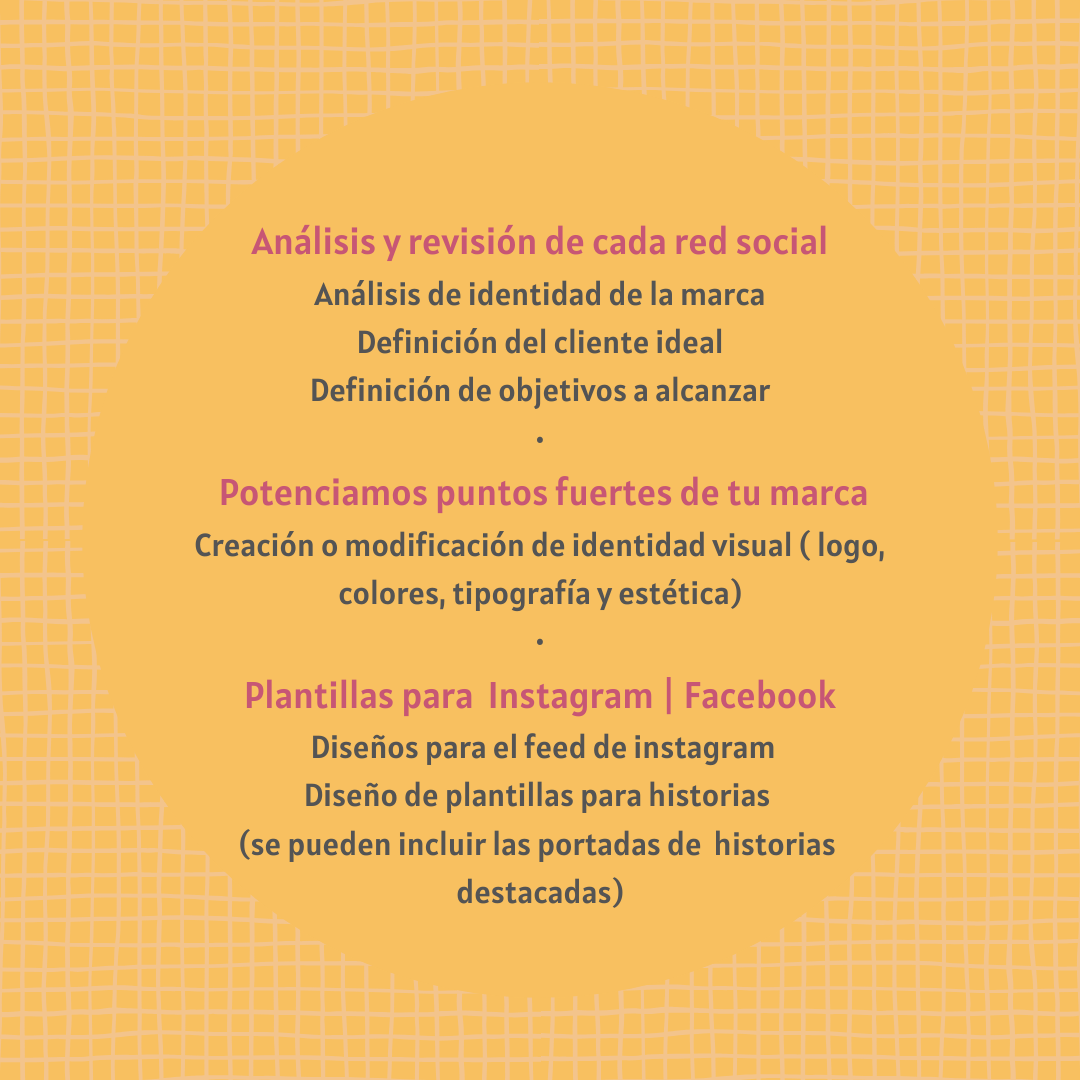 Análisis y revisión de cada red social
Análisis de identidad de la marca
Definición del cliente ideal
Definición de objetivos a alcanzar
•
Potenciamos puntos fuertes de tu marca
Creación o modificación de identidad visual ( logo,
colores, tipografía y estética)
•
Plantillas para  Instagram | Facebook
Diseños para el feed de instagram
Diseño de plantillas para historias
(se pueden incluir las portadas de  historias
destacadas)